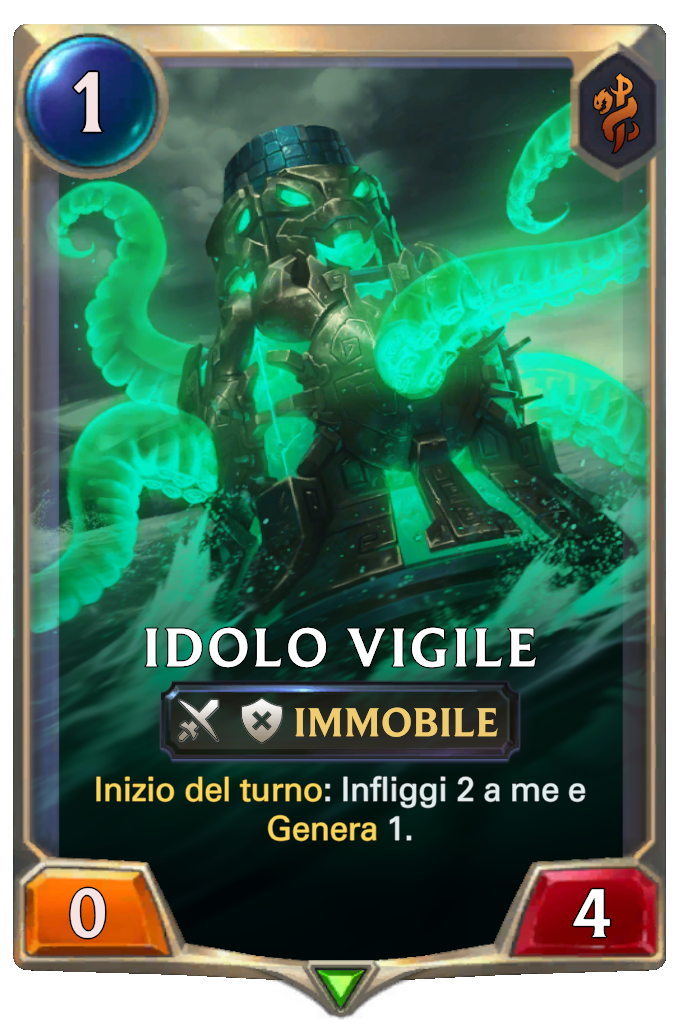 1
IDOLO VIGILE
IMMOBILE
Inizio del turno: Infliggi 2 a me e
Genera 1.
0
4